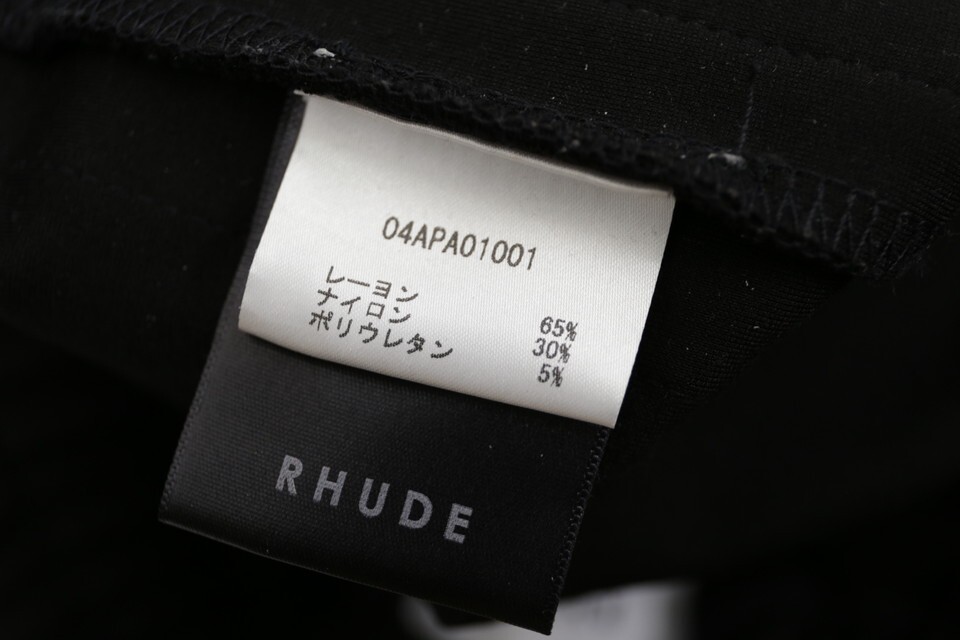 04APA01001
レーヨン 65%
ナイロン 30%
ポリウレタン 5%
RHUDE